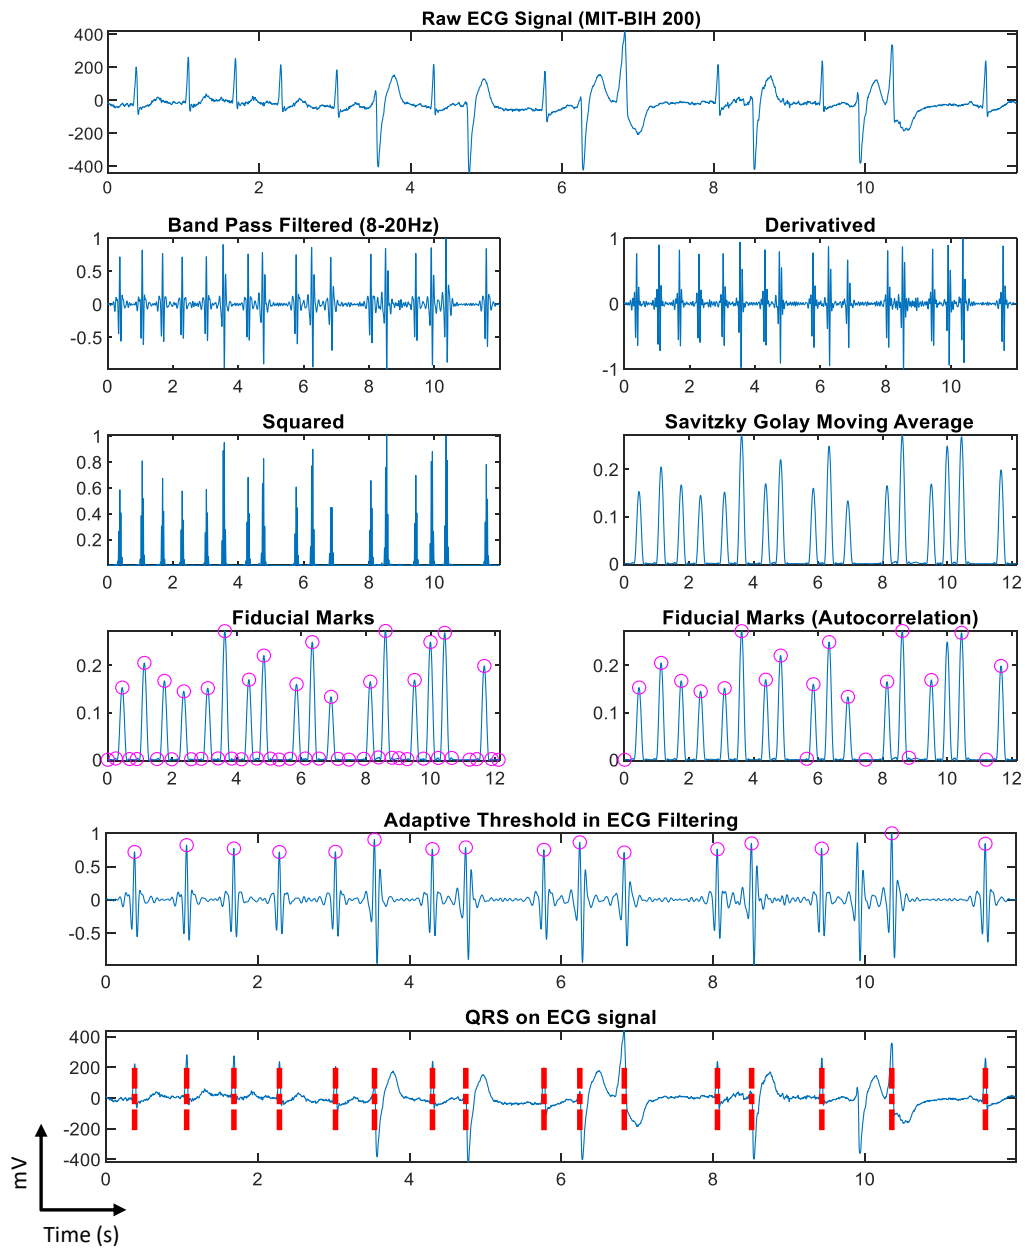 Raw ECG Signal (MIT-BIH 200)
400
200
0
-200
-400
0 2 4 6 8 10
Band Pass Filtered (8-20Hz)
1
0.5
0
-0.5
0 2 4 6 8 10
Derivatived
1
0
-1
0 2 4 6 8 10
Squared
1
0.8
0.6
0.4
0.2
0 2 4 6 8 10
Savitzky Golay Moving Average
0.2
0.1
0
0 2 4 6 8 10 12
Fiducial Marks
0.2
0.1
0
0 2 4 6 8 10 12
Fiducial Marks (Autocorrelation)
0.2
0.1
0
0 2 4 6 8 10 12
Adaptive Threshold in ECG Filtering
1
0.5
0
-0.5
0 2 4 6 8 10
QRS on ECG signal
400
200
0
-200
-400
0 2 4 6 8 10
mV
Time (s)